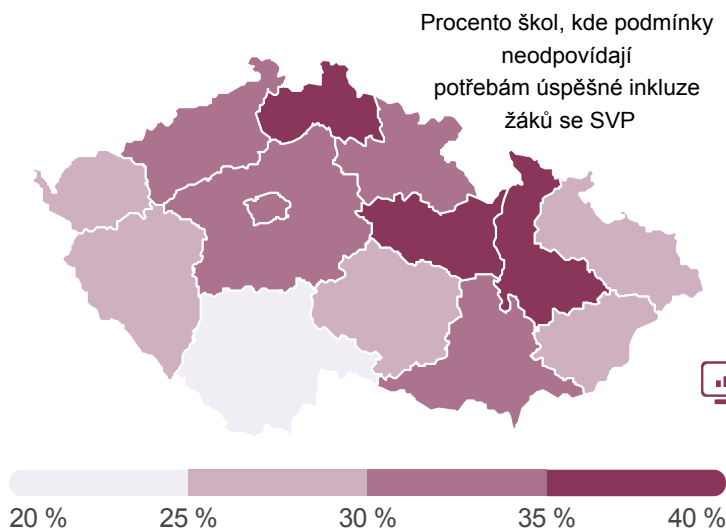 Procento škol, kde podmínky
neodpovídají
potřebám úspěšné inkluze
žáků se SVP
20 % 25 % 30 % 35 % 40 %